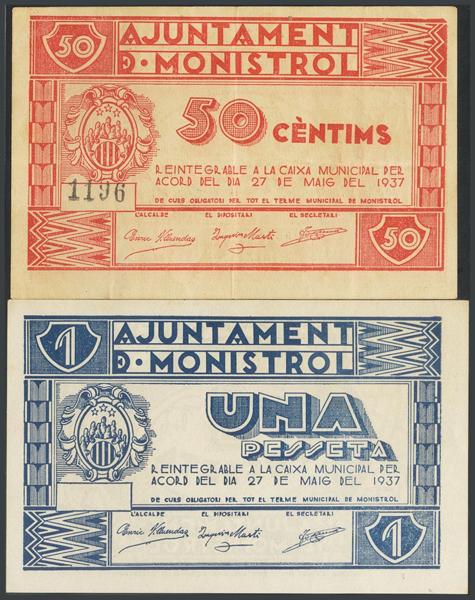 50
AJUNTAMENT
D · MONISTROL
50 CÈNTIMS
REINTEGRABLE A LA CAIXA MUNICIPAL PER
ACORD DEL DIA 27 DE MAIG DEL 1937
1196
DE CURS OBLIGATORI PER TOT EL TERME MUNICIPAL DE MONISTROL
L'ALCALDE EL DIPOSITARI EL SECRETARI
50
1
AJUNTAMENT
D · MONISTROL
UNA
PESSETA
REINTEGRABLE A LA CAIXA MUNICIPAL PER
ACORD DEL DIA 27 DE MAIG DEL 1937
DE CURS OBLIGATORI PER TOT EL TERME MUNICIPAL DE MONISTROL
L'ALCALDE EL DIPOSITARI EL SECRETARI
1